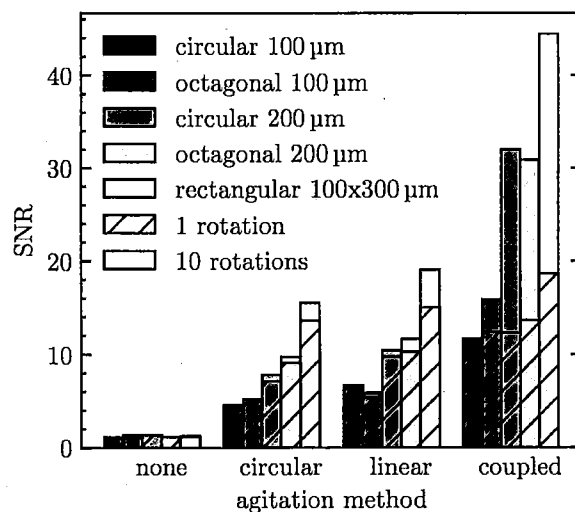 circular 100 µm
octagonal 100 µm
circular 200 µm
octagonal 200 µm
rectangular 100x300 µm
1 rotation
10 rotations
SNR
40
30
20
10
0
none
circular
linear
coupled
agitation method